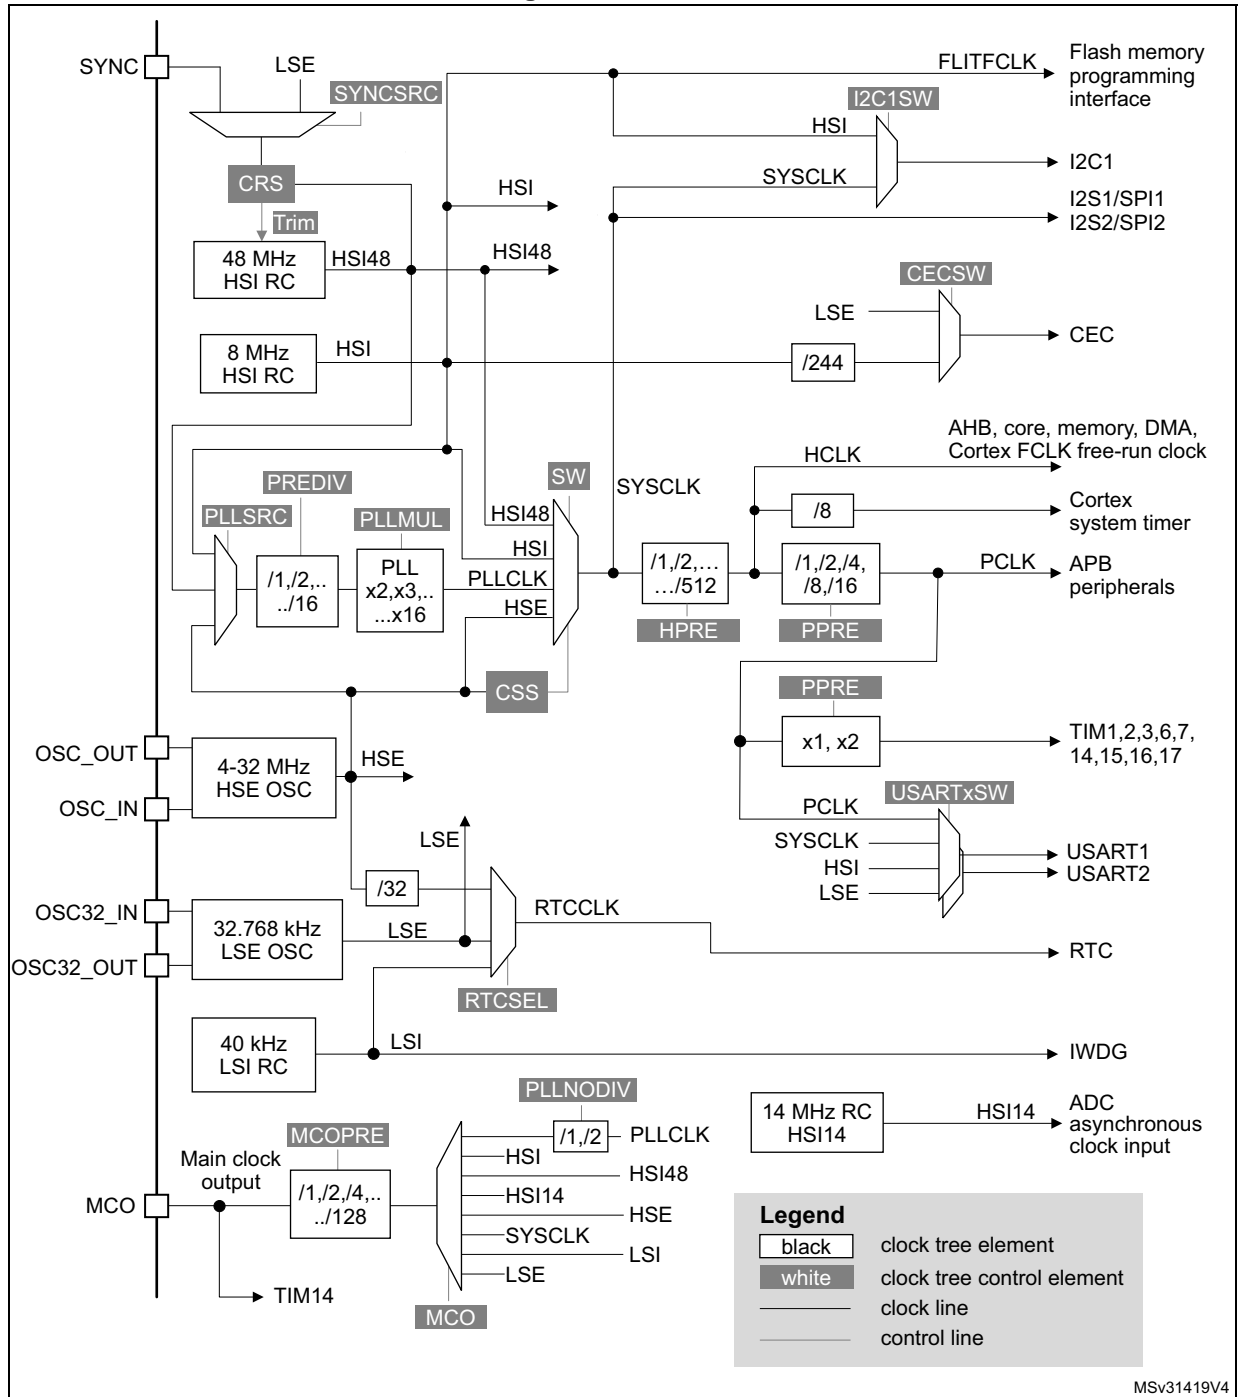 SYNC
LSE
SYNCSRC
CRS
Trim
48 MHz
HSI RC
HSI48
HSI
HSI48
8 MHz
HSI RC
HSI
FLITFCLK
Flash memory
programming
interface
I2C1SW
HSI
SYSCLK
I2C1
I2S1/SPI1
I2S2/SPI2
CECSW
LSE
/244
CEC
AHB, core, memory, DMA,
Cortex FCLK free-run clock
HCLK
/8
Cortex
system timer
PLLSRC
PREDIV
/1,/2,..
../16
PLLMUL
PLL
x2,x3,..
...x16
SW
HSI48
HSI
PLLCLK
HSE
SYSCLK
/1,/2,…
…/512
HPRE
/1,/2,/4,
/8,/16
PPRE
PCLK
APB
peripherals
CSS
PPRE
x1, x2
TIM1,2,3,6,7,
14,15,16,17
OSC_OUT
OSC_IN
4-32 MHz
HSE OSC
HSE
USARTxSW
PCLK
SYSCLK
HSI
LSE
USART1
USART2
LSE
/32
OSC32_IN
OSC32_OUT
32.768 kHz
LSE OSC
LSE
RTCCLK
RTC
RTCSEL
40 kHz
LSI RC
LSI
IWDG
PLLNODIV
/1,/2
PLLCLK
HSI
HSI48
HSI14
HSE
SYSCLK
LSI
LSE
MCO
14 MHz RC
HSI14
HSI14
ADC
asynchronous
clock input
MCO
Main clock
output
MCOPRE
/1,/2,/4,..
../128
TIM14
Legend
black
clock tree element
white
clock tree control element
clock line
control line
MSv31419V4